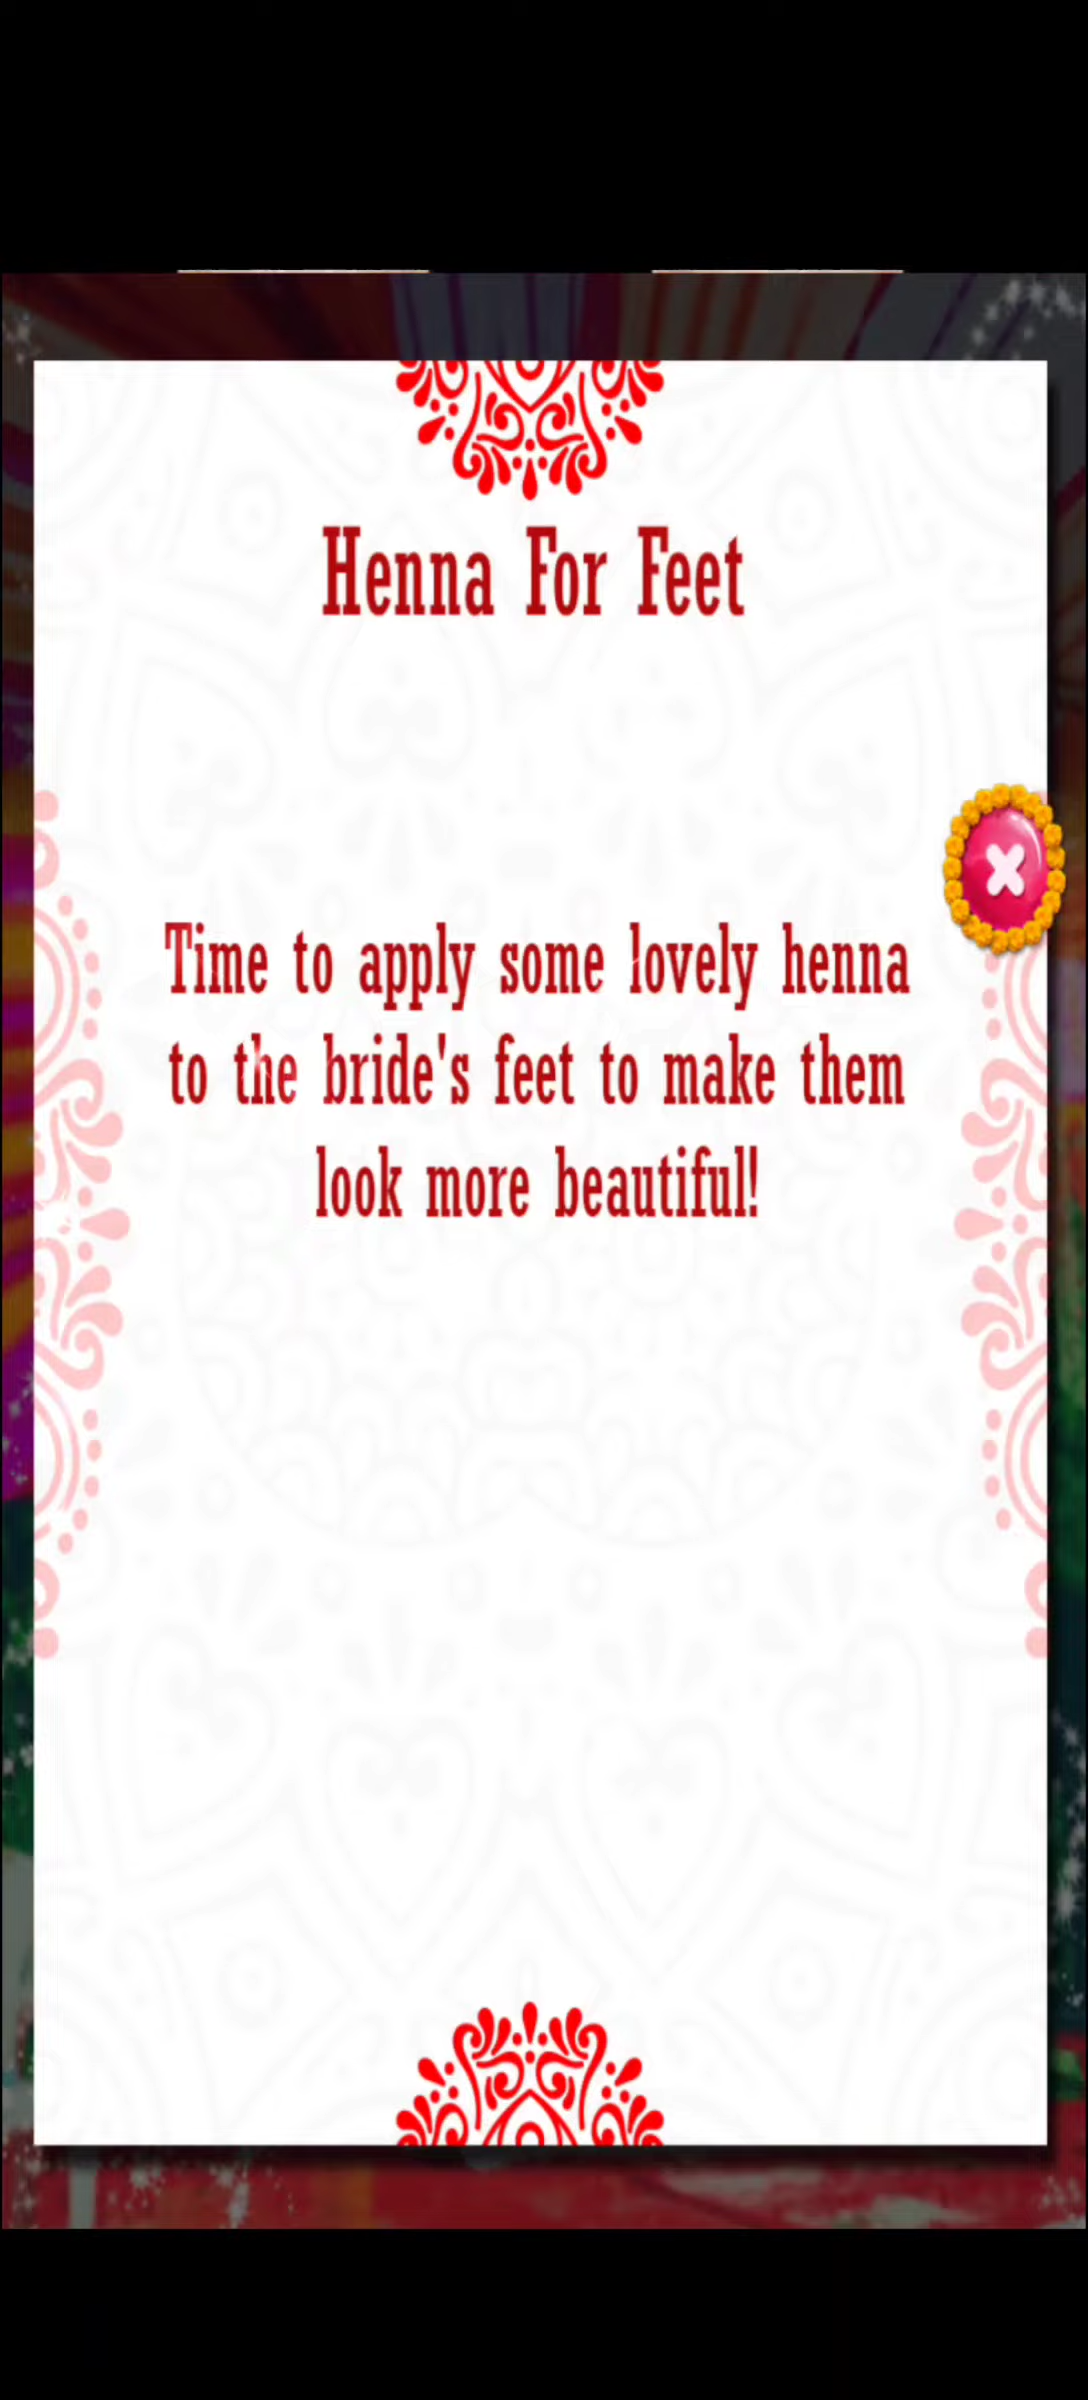 Henna For Feet
Time to apply some lovely henna
to the bride's feet to make them
look more beautiful!